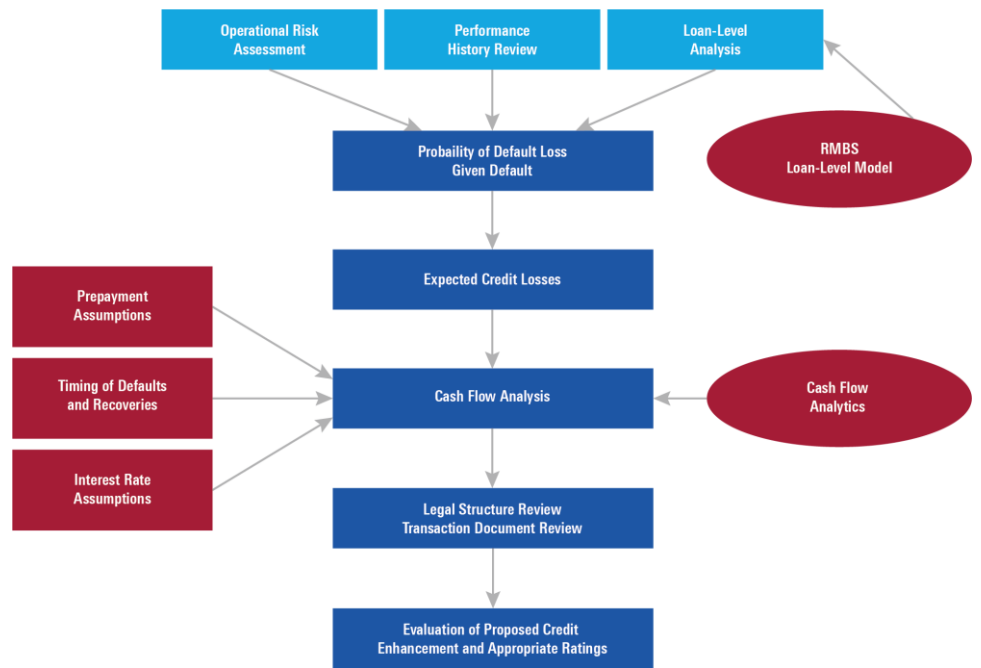 Operational Risk
Assessment
Performance
History Review
Loan-Level
Analysis
Probaility of Default Loss
Given Default
RMBS
Loan-Level Model
Expected Credit Losses
Prepayment
Assumptions
Timing of Defaults
and Recoveries
Cash Flow Analysis
Cash Flow
Analytics
Interest Rate
Assumptions
Legal Structure Review
Transaction Document Review
Evaluation of Proposed Credit
Enhancement and Appropriate Ratings